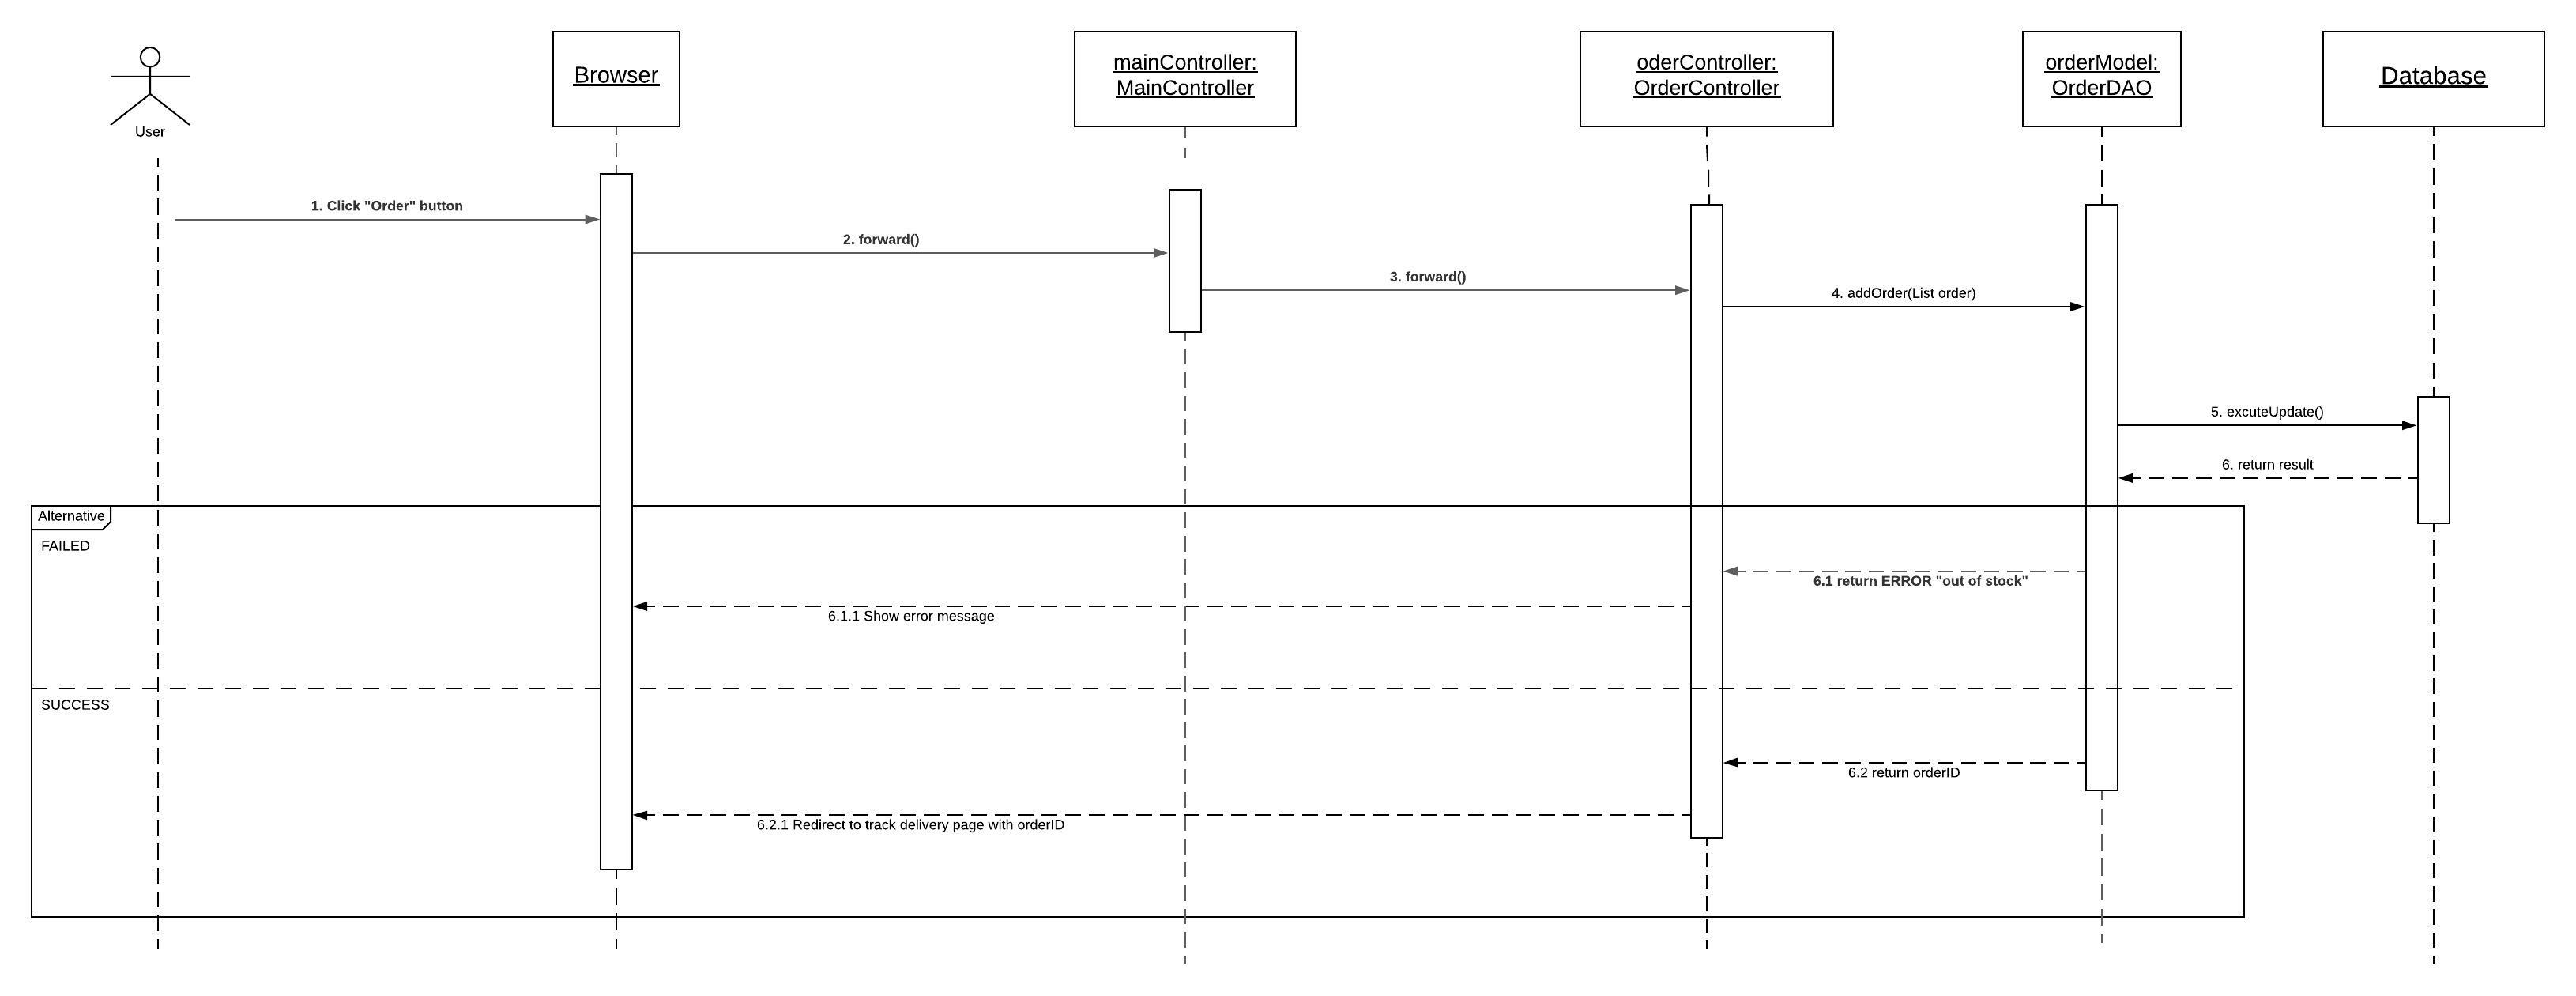 User
Browser
mainController:
MainController
oderController:
OrderController
orderModel:
OrderDAO
Database
1. Click "Order" button
2. forward()
3. forward()
4. addOrder(List order)
5. excuteUpdate()
6. return result
Alternative
FAILED
6.1 return ERROR "out of stock"
6.1.1 Show error message
SUCCESS
6.2 return orderID
6.2.1 Redirect to track delivery page with orderID